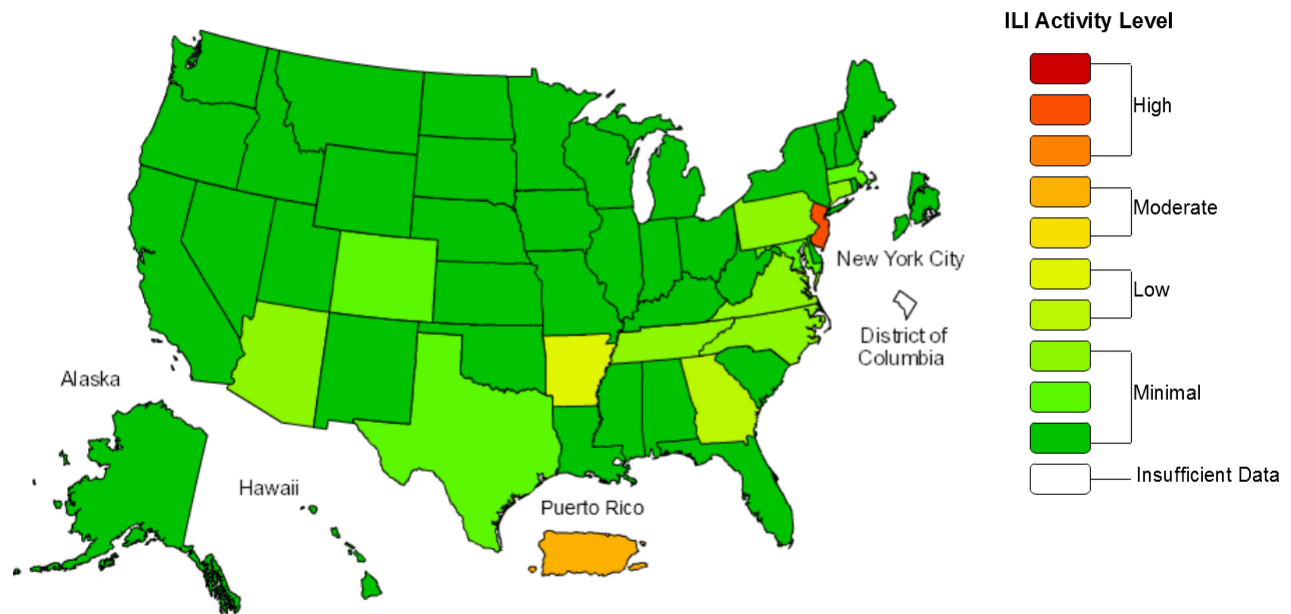 ILI Activity Level
High
Moderate
Low
Minimal
Insufficient Data
New York City
District of
Columbia
Alaska
Hawaii
Puerto Rico